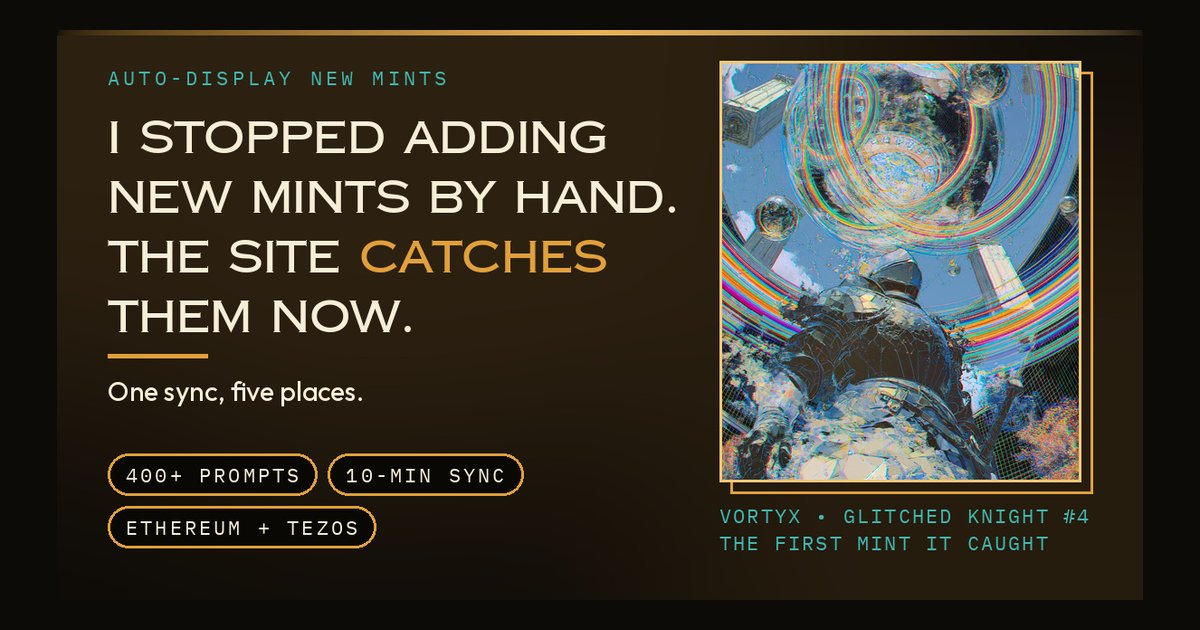 AUTO-DISPLAY NEW MINTS
I STOPPED ADDING
NEW MINTS BY HAND.
THE SITE CATCHES
THEM NOW.
One sync, five places.
400+ PROMPTS
10-MIN SYNC
ETHEREUM + TEZOS
VORTYX • GLITCHED KNIGHT #4
THE FIRST MINT IT CAUGHT